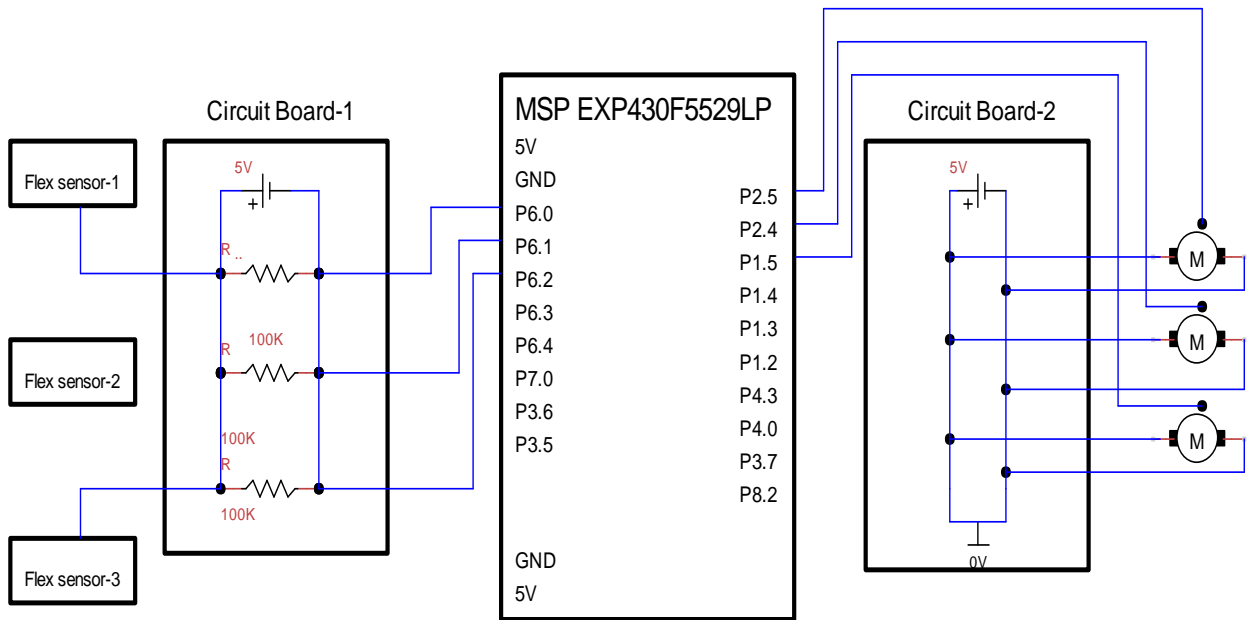 Circuit Board-1
Flex sensor-1
Flex sensor-2
Flex sensor-3
5V
+
R ..
100K
R
100K
R
100K
MSP EXP430F5529LP
5V
GND
P6.0
P6.1
P6.2
P6.3
P6.4
P7.0
P3.6
P3.5
GND
5V
P2.5
P2.4
P1.5
P1.4
P1.3
P1.2
P4.3
P4.0
P3.7
P8.2
Circuit Board-2
5V
+
0V
M
M
M